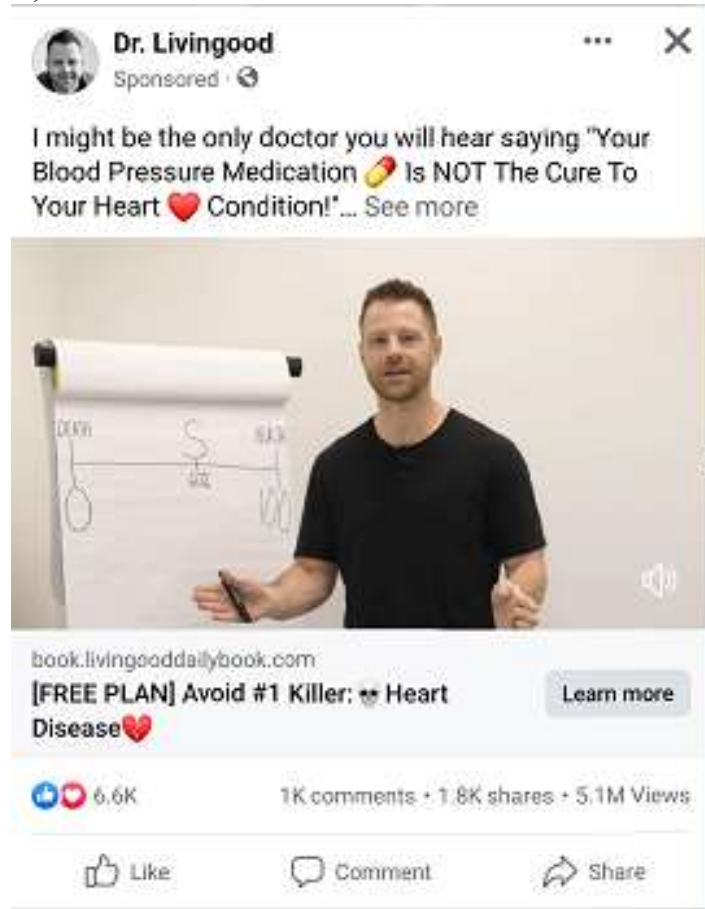 Dr. Livingood
Sponsored ·
I might be the only doctor you will hear saying "Your
Blood Pressure Medication 💊 Is NOT The Cure To
Your Heart ❤️ Condition!"... See more
S
0
100
book.livingooddailybook.com
[FREE PLAN] Avoid #1 Killer: 💀 Heart
Disease💔
Learn more
6.6K
1K comments • 1.8K shares • 5.1M Views
Like
Comment
Share